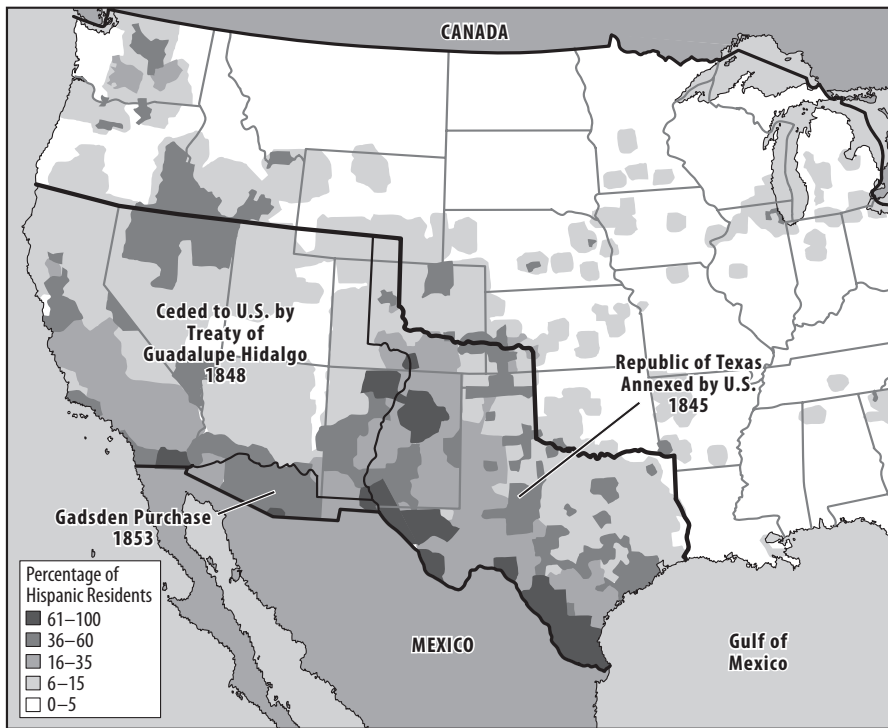 CANADA
Ceded to U.S. by
Treaty of
Guadalupe Hidalgo
1848
Republic of Texas
Annexed by U.S.
1845
Gadsden Purchase
1853
Percentage of
Hispanic Residents
61–100
36–60
16–35
6–15
0–5
MEXICO
Gulf of
Mexico